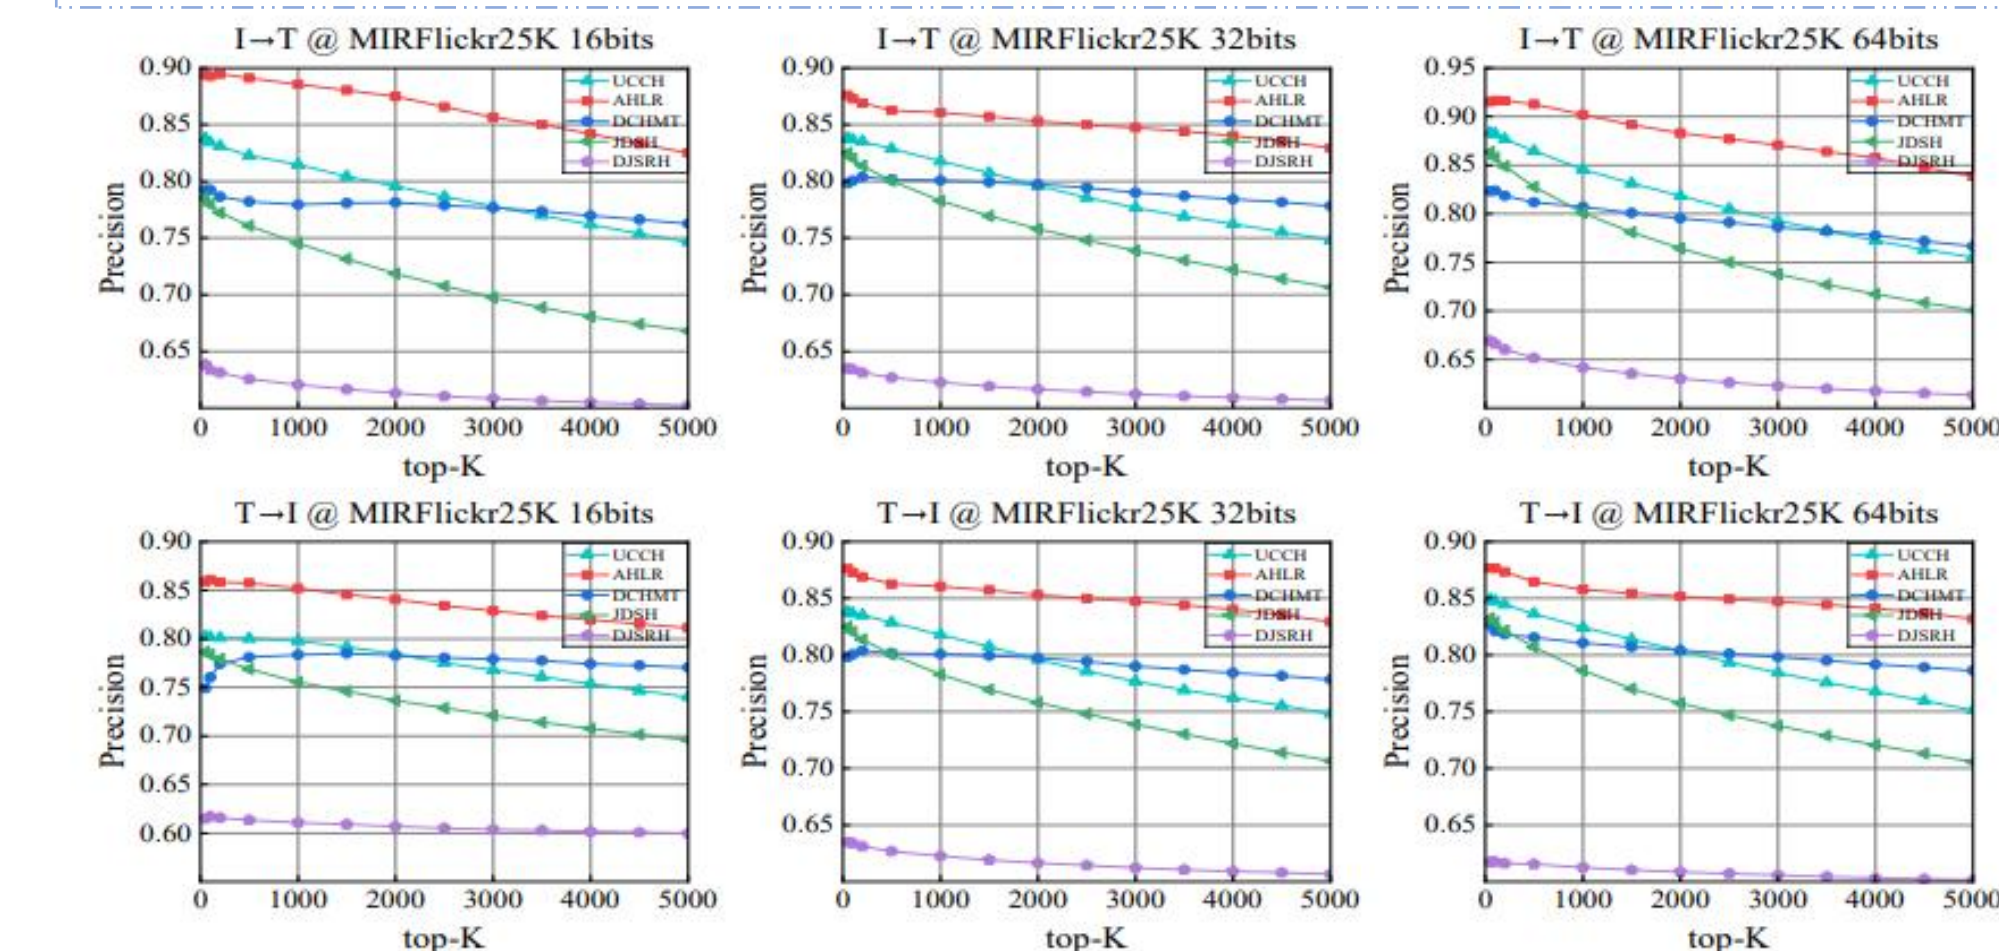 I→T @ MIRFlickr25K 16bits
0.90
0.85
0.80
0.75
0.70
0.65
Precision
UCCH
AHLR
DCHMT
JDSH
DJSRH
0 1000 2000 3000 4000 5000
top-K
I→T @ MIRFlickr25K 32bits
0.90
0.85
0.80
0.75
0.70
0.65
Precision
UCCH
AHLR
DCHMT
JDSH
DJSRH
0 1000 2000 3000 4000 5000
top-K
I→T @ MIRFlickr25K 64bits
0.95
0.90
0.85
0.80
0.75
0.70
0.65
Precision
UCCH
AHLR
DCHMT
JDSH
DJSRH
0 1000 2000 3000 4000 5000
top-K
T→I @ MIRFlickr25K 16bits
0.90
0.85
0.80
0.75
0.70
0.65
0.60
Precision
UCCH
AHLR
DCHMT
JDSH
DJSRH
0 1000 2000 3000 4000 5000
top-K
T→I @ MIRFlickr25K 32bits
0.90
0.85
0.80
0.75
0.70
0.65
Precision
UCCH
AHLR
DCHMT
JDSH
DJSRH
0 1000 2000 3000 4000 5000
top-K
T→I @ MIRFlickr25K 64bits
0.90
0.85
0.80
0.75
0.70
0.65
Precision
UCCH
AHLR
DCHMT
JDSH
DJSRH
0 1000 2000 3000 4000 5000
top-K